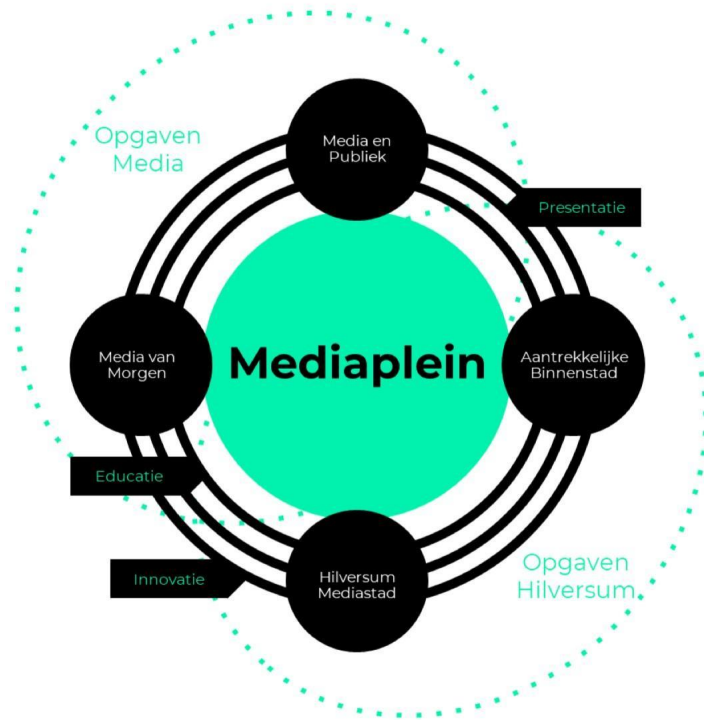 Opgaven
Media
Media en
Publiek
Presentatie
Media van
Morgen
Mediaplein
Aantrekkelijke
Binnenstad
Educatie
Innovatie
Hilversum
Mediastad
Opgaven
Hilversum